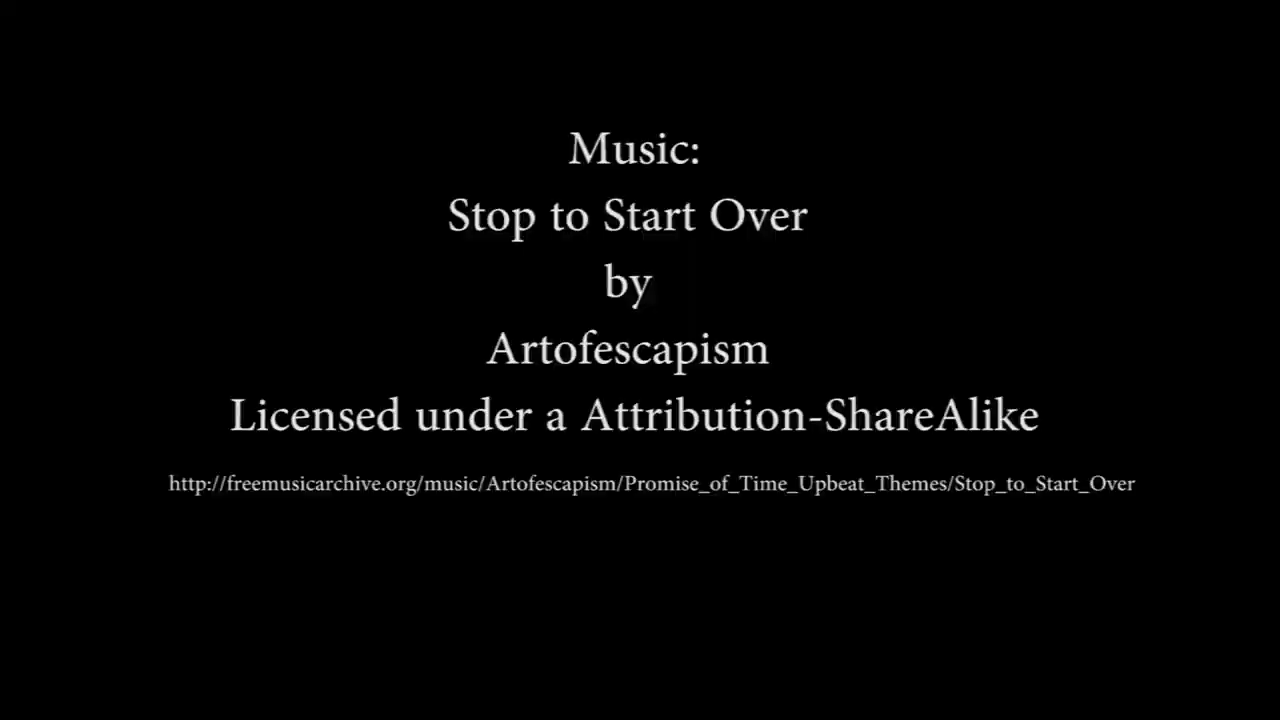 Music:
Stop to Start Over
by
Artofescapism
Licensed under a Attribution-ShareAlike
http://freemusicarchive.org/music/Artofescapism/Promise_of_Time_Upbeat_Themes/Stop_to_Start_Over